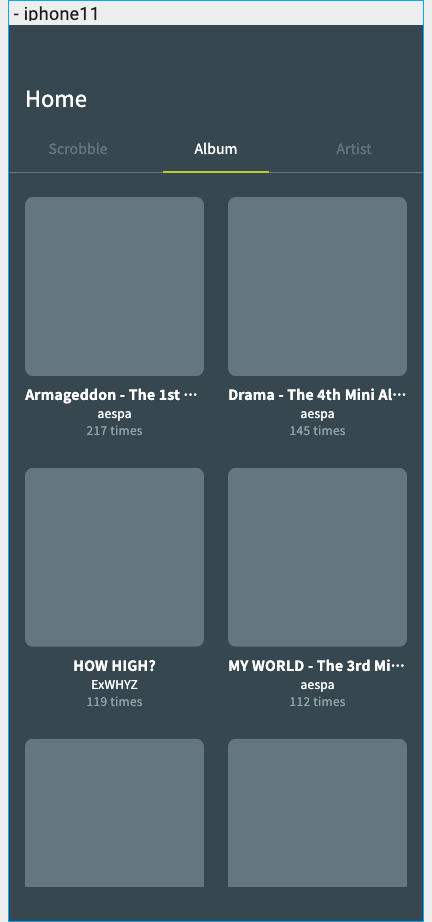 - iphone11
Home
Scrobble Album Artist
Armageddon - The 1st ⋯
aespa
217 times
Drama - The 4th Mini Al⋯
aespa
145 times
HOW HIGH?
ExWHYZ
119 times
MY WORLD - The 3rd Mi⋯
aespa
112 times